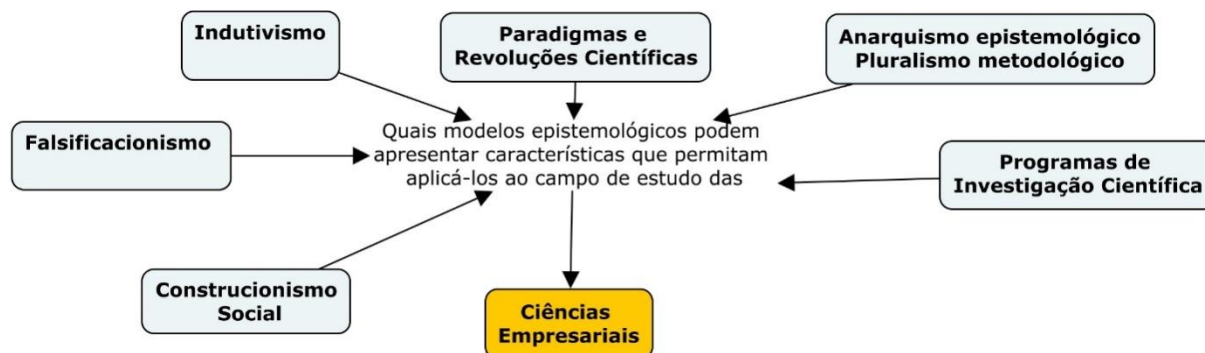 Indutivismo
Paradigmas e
Revoluções Científicas
Anarquismo epistemológico
Pluralismo metodológico
Falsificacionismo
Quais modelos epistemológicos podem
apresentar características que permitam
aplicá-los ao campo de estudo das
Programas de
Investigação Científica
Construcionismo
Social
Ciências
Empresariais